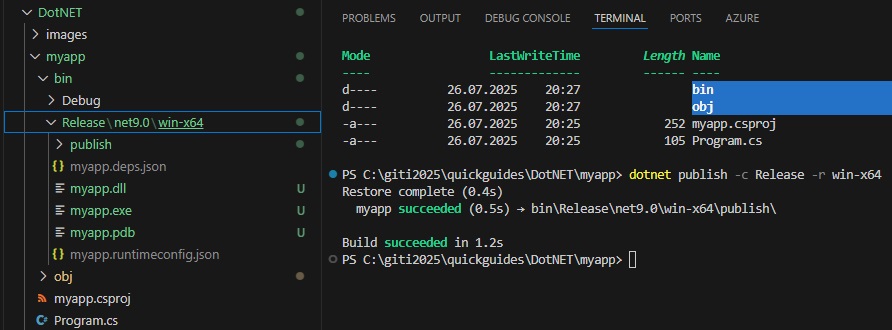 DotNET
images
myapp
bin
Debug
Release\net9.0\win-x64
publish
myapp.deps.json
myapp.dll U
myapp.exe U
myapp.pdb U
myapp.runtimeconfig.json
obj
myapp.csproj
Program.cs
PROBLEMS OUTPUT DEBUG CONSOLE TERMINAL PORTS AZURE
Mode LastWriteTime Length Name
---- ------------- ------ ----
d---- 26.07.2025 20:27 bin
d---- 26.07.2025 20:27 obj
-a--- 26.07.2025 20:25 252 myapp.csproj
-a--- 26.07.2025 20:25 105 Program.cs
PS C:\giti2025\quickguides\DotNET\myapp> dotnet publish -c Release -r win-x64
Restore complete (0.4s)
myapp succeeded (0.5s) → bin\Release\net9.0\win-x64\publish\
Build succeeded in 1.2s
PS C:\giti2025\quickguides\DotNET\myapp>